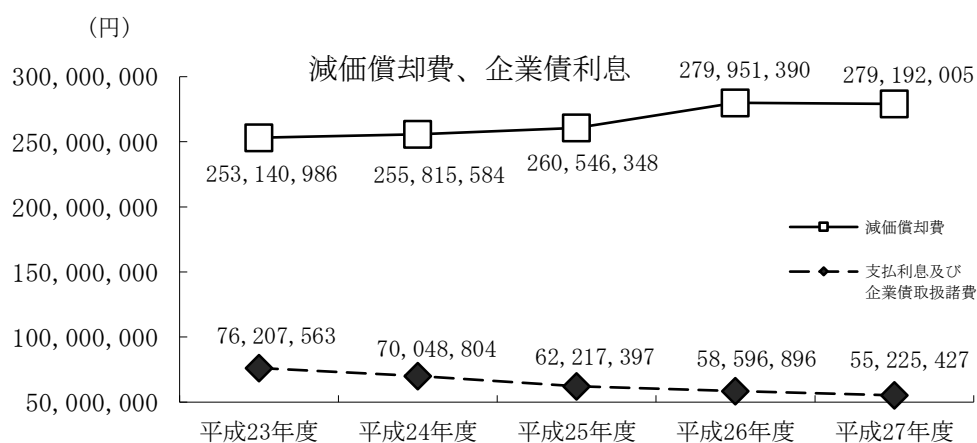 (円)
減価償却費、企業債利息
300,000,000
250,000,000
200,000,000
150,000,000
100,000,000
50,000,000
279,951,390
279,192,005
253,140,986
255,815,584
260,546,348
減価償却費
支払利息及び
企業債取扱諸費
76,207,563
70,048,804
62,217,397
58,596,896
55,225,427
平成23年度
平成24年度
平成25年度
平成26年度
平成27年度